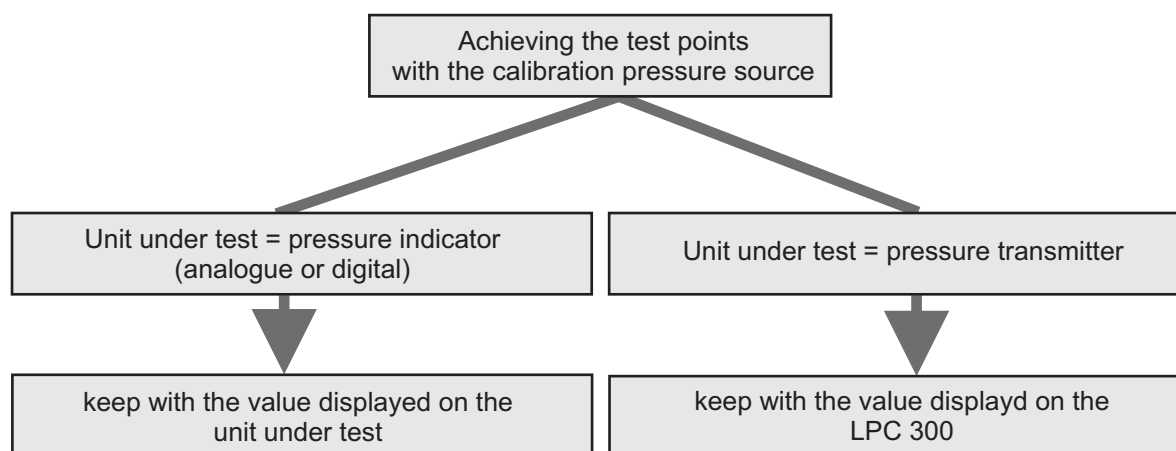 Achieving the test points
with the calibration pressure source
Unit under test = pressure indicator
(analogue or digital)
Unit under test = pressure transmitter
keep with the value displayed on the
unit under test
keep with the value displayd on the
LPC 300